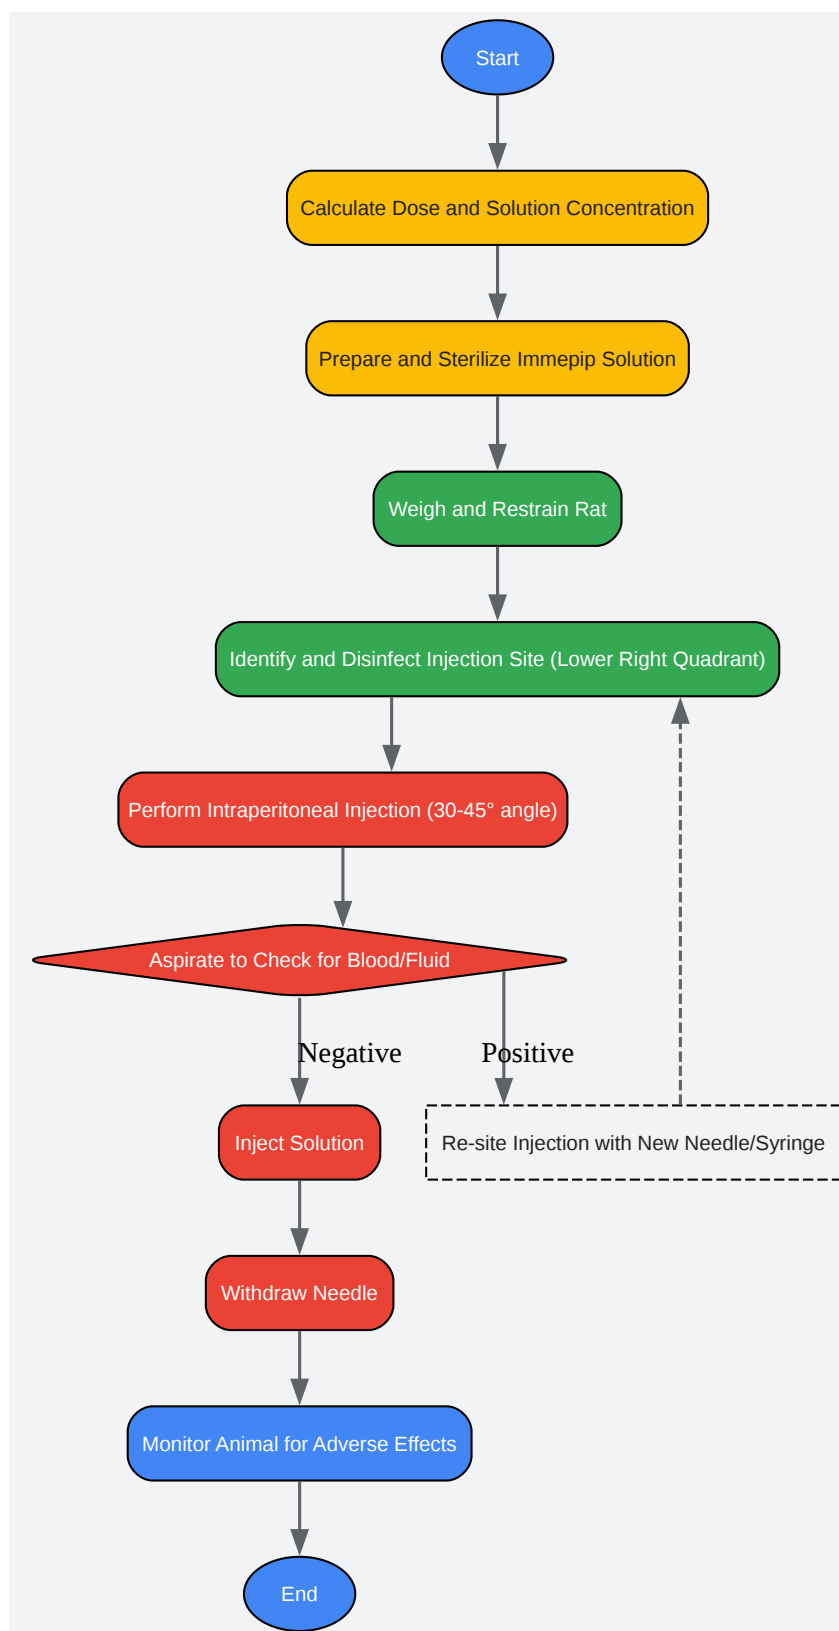 Start
Calculate Dose and Solution Concentration
Prepare and Sterilize Immepip Solution
Weigh and Restrain Rat
Identify and Disinfect Injection Site (Lower Right Quadrant)
Perform Intraperitoneal Injection (30-45° angle)
Aspirate to Check for Blood/Fluid
Negative
Positive
Inject Solution
Re-site Injection with New Needle/Syringe
Withdraw Needle
Monitor Animal for Adverse Effects
End